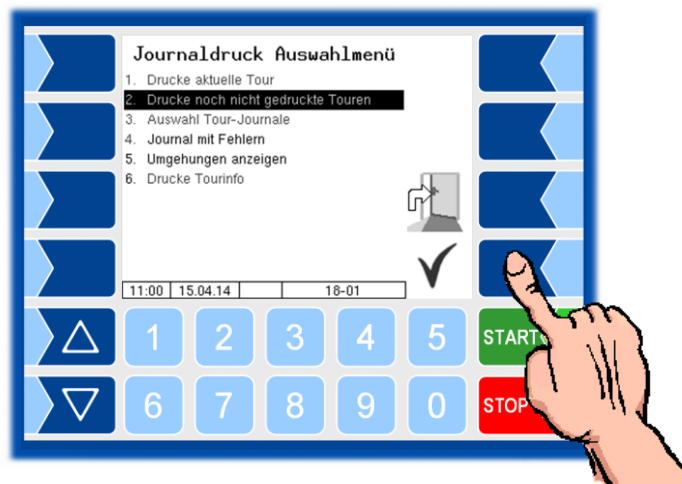 Journaldruck Auswahlmenü
1. Drucke aktuelle Tour
2. Drucke noch nicht gedruckte Touren
3. Auswahl Tour-Journale
4. Journal mit Fehlern
5. Umgehungen anzeigen
6. Drucke Tourinfo
11:00 15.04.14 18-01
1 2 3 4 5 START
6 7 8 9 0 STOP